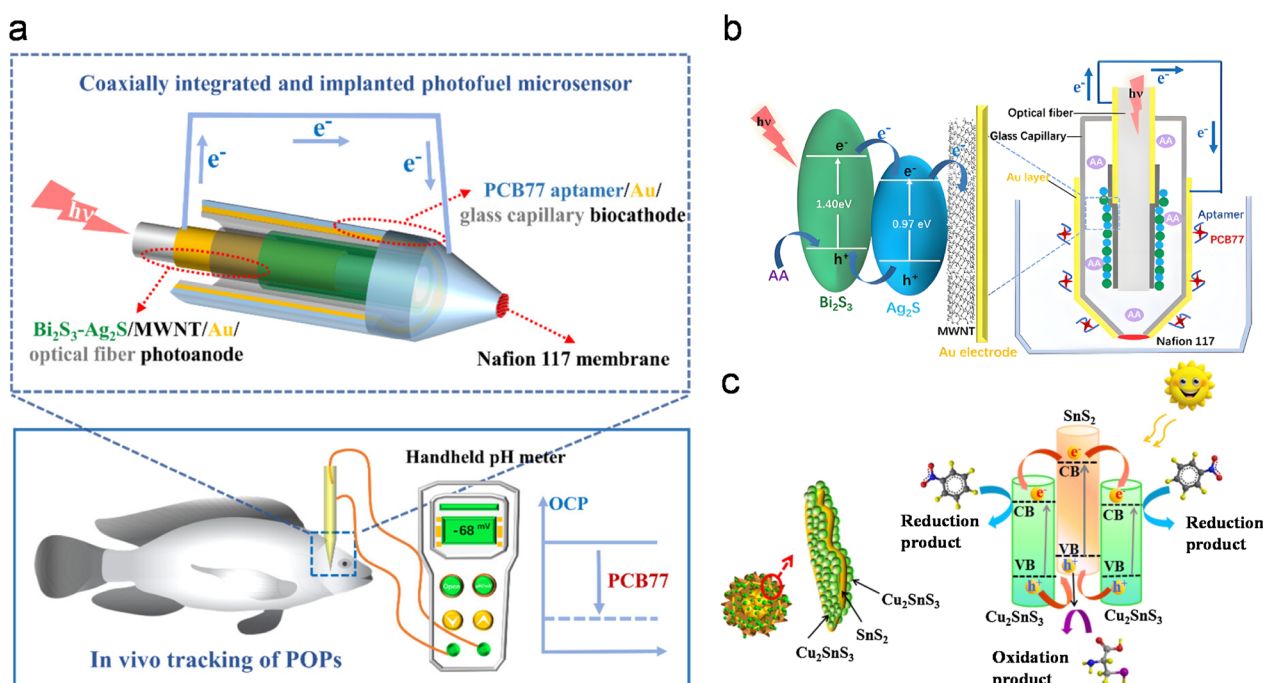 a
Coaxially integrated and implanted photofuel microsensor
e-
e-
e-
hν
PCB77 aptamer/Au/
glass capillary biocathode
Bi₂S₃-Ag₂S/MWNT/Au/
optical fiber photoanode
Nafion 117 membrane
Handheld pH meter
-68 mV
Open
OCP
PCB77
In vivo tracking of POPs
b
hν
e-
e-
e-
e-
1.40eV
0.97 eV
h+
h+
AA
Bi₂S₃
Ag₂S
MWNT
Au electrode
e-
e-
hν
Optical fiber
Glass Capillary
e-
AA
AA
Au layer
Aptamer
PCB77
AA
AA
AA
Nafion 117
c
Cu₂SnS₃
SnS₂
Cu₂SnS₃
SnS₂
e-
CB
e-
e-
CB
CB
Reduction
product
Reduction
product
VB
h+
VB
VB
h+
h+
Cu₂SnS₃
Cu₂SnS₃
Oxidation
product